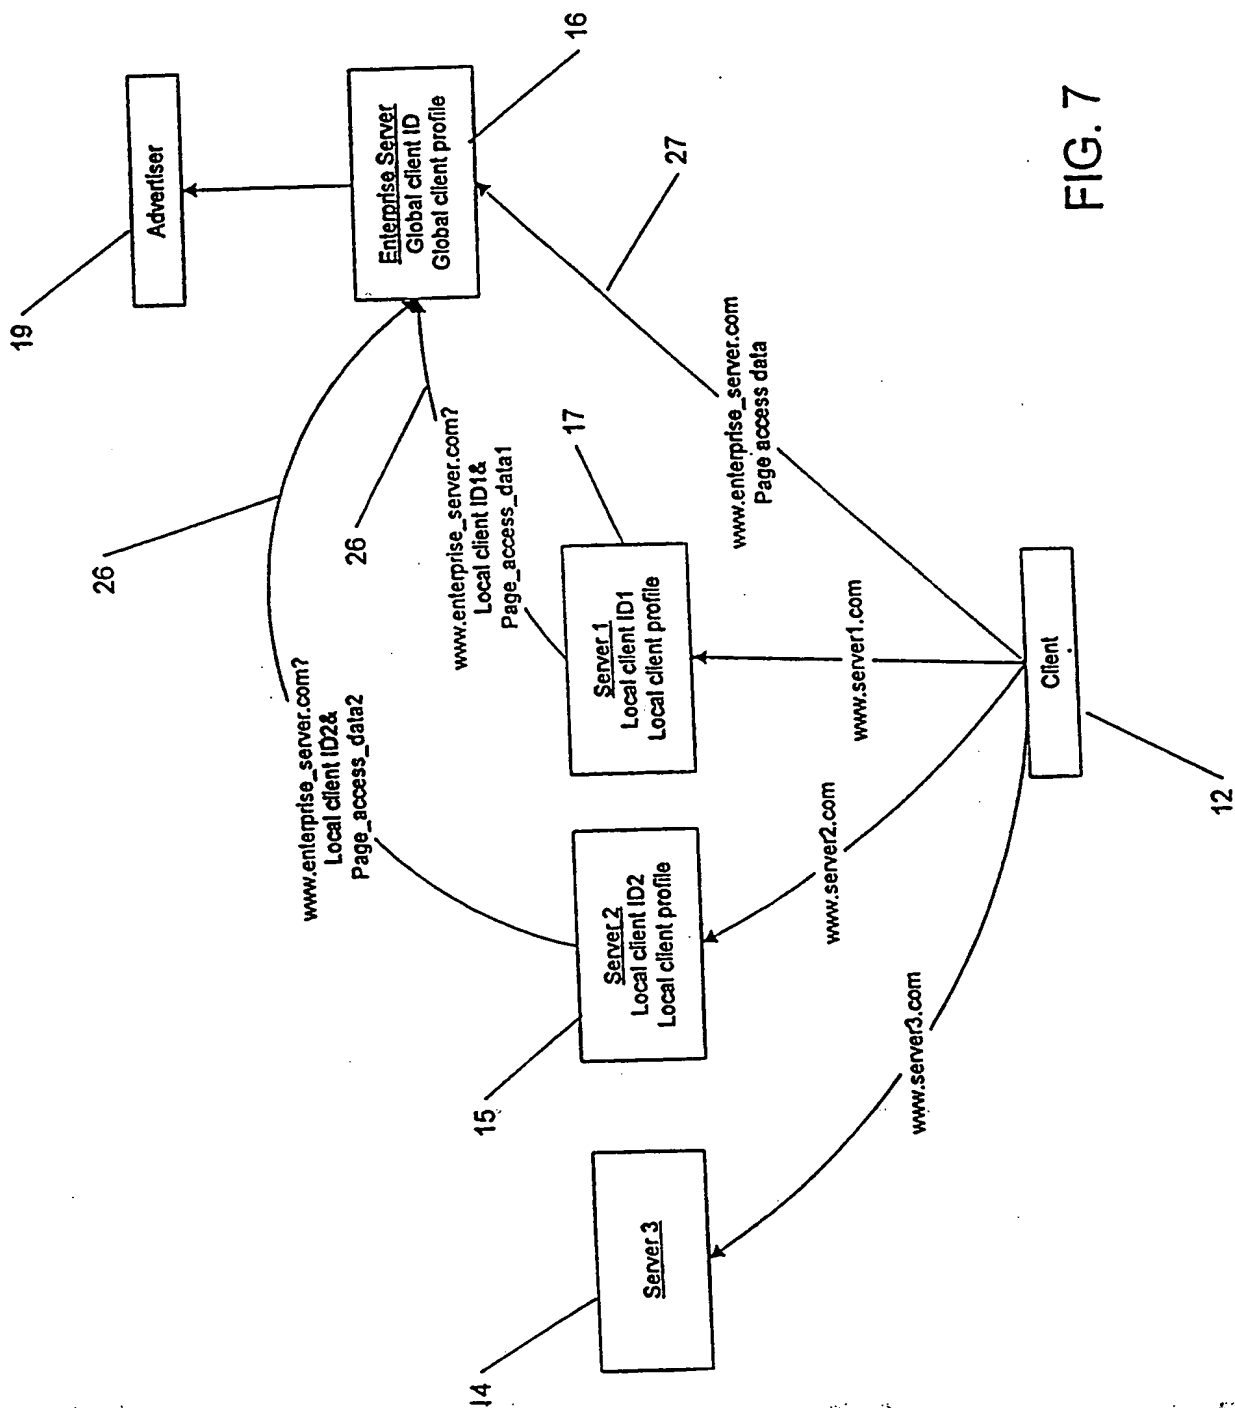 19
Advertiser
16
Enterprise Server
Global client ID
Global client profile
26
26
27
www.enterprise_server.com?
Local client ID2&
Page_access_data2
www.enterprise_server.com?
Local client ID1&
Page_access_data1
17
www.enterprise_server.com
Page access data
14
Server 3
15
Server 2
Local client ID2
Local client profile
Server 1
Local client ID1
Local client profile
www.server3.com
www.server2.com
www.server1.com
Client
12
FIG. 7